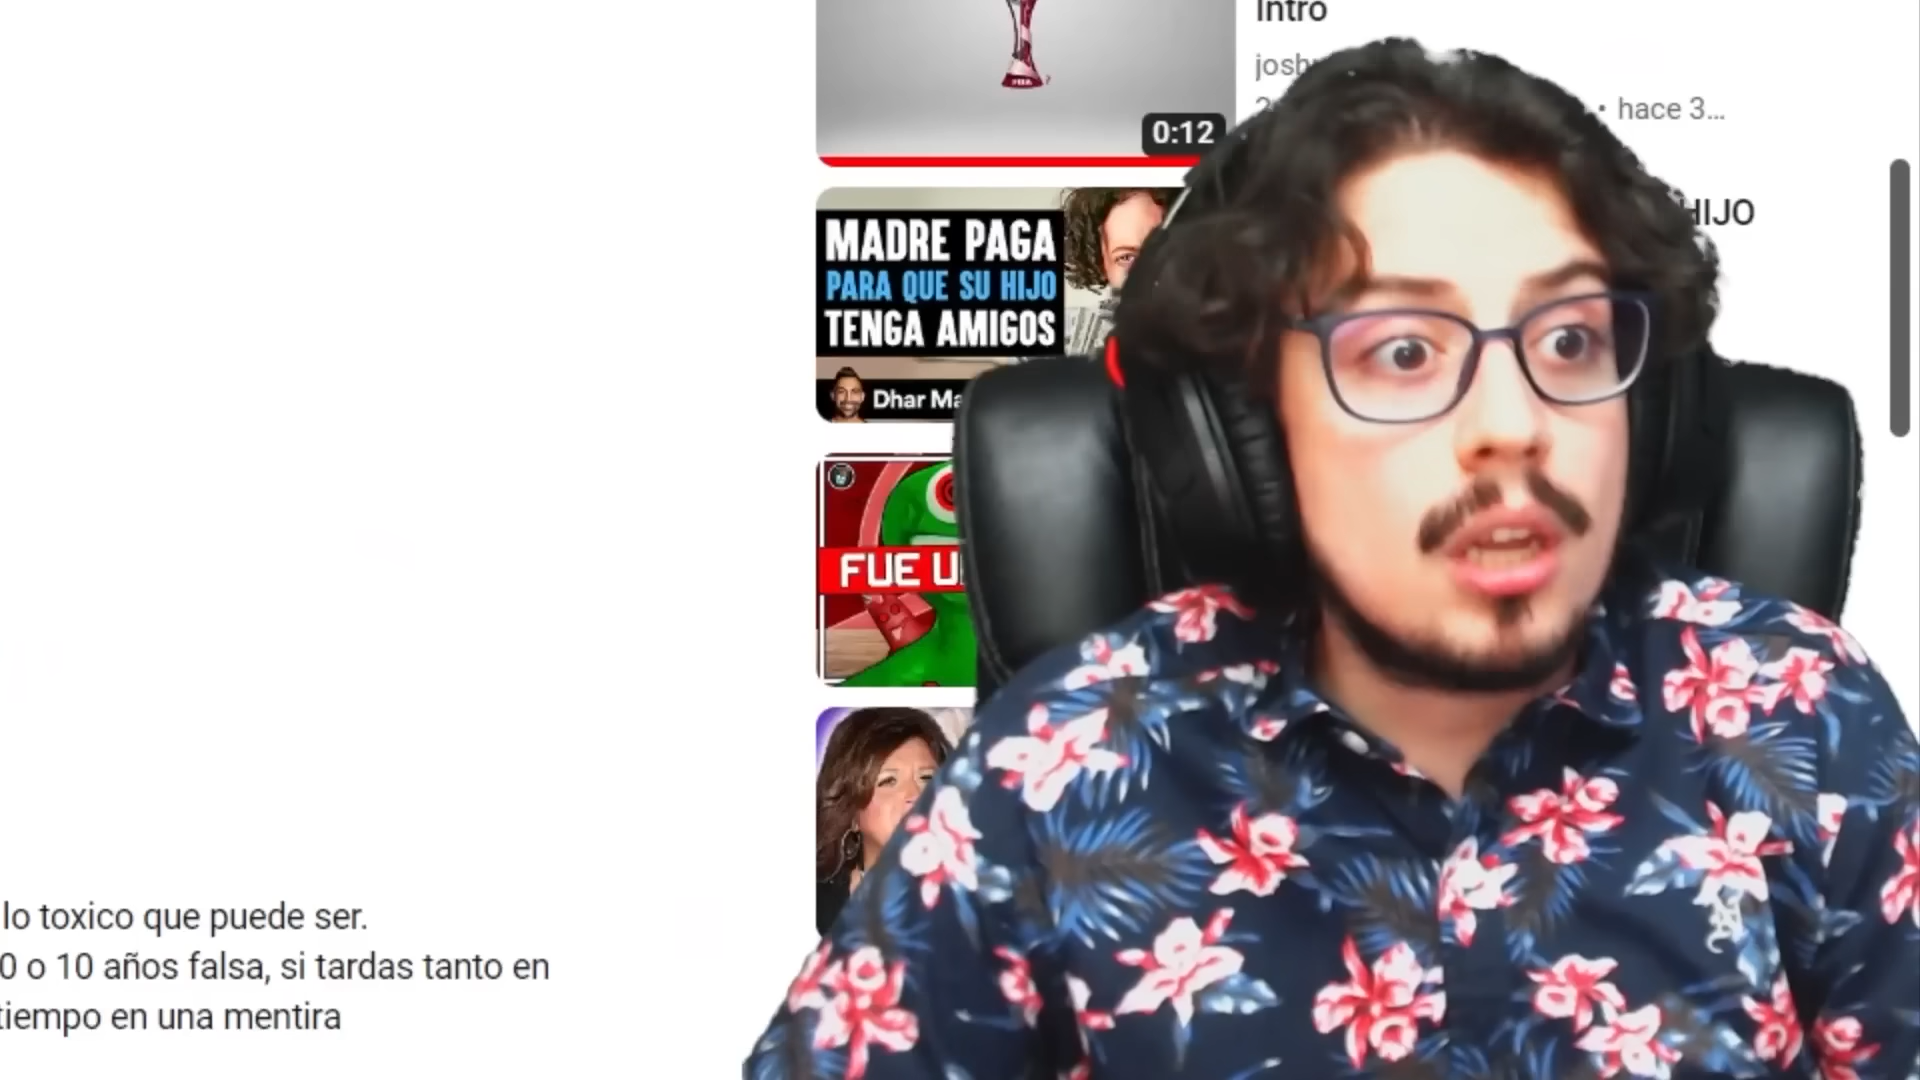 Intro
hace 3...
0:12
HIJO
MADRE PAGA
PARA QUE SU HIJO
TENGA AMIGOS
Dhar
FUE
lo toxico que puede ser.
0 o 10 años falsa, si tardas tanto en
tiempo en una mentira